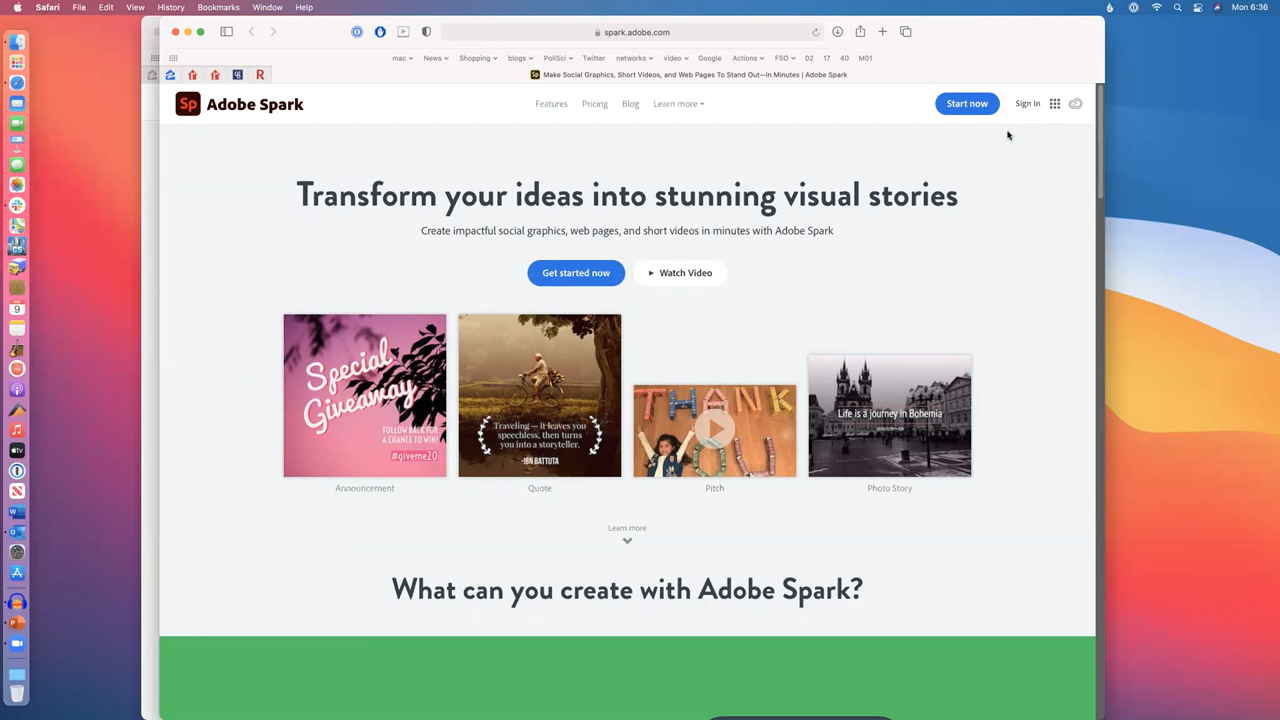 Safari File Edit View History Bookmarks Window Help
Mon 6:36
spark.adobe.com
mac News Shopping blogs PoliSci Twitter networks video Google Actions FSO 02 17 40 M01
Make Social Graphics, Short Videos, and Web Pages To Stand Out—in Minutes | Adobe Spark
Sp Adobe Spark
Features Pricing Blog Learn more
Start now Sign In
Transform your ideas into stunning visual stories
Create impactful social graphics, web pages, and short videos in minutes with Adobe Spark
Get started now
Watch Video
Special
Giveaway
FOLLOW BACK FOR
A CHANCE TO WIN!
#giveme20
Announcement
Traveling — it leaves you
speechless, then turns
you into a storyteller.
-IBN BATTUTA
Quote
THANK
YOU
Pitch
Life is a journey in Bohemia
Photo Story
Learn more
What can you create with Adobe Spark?